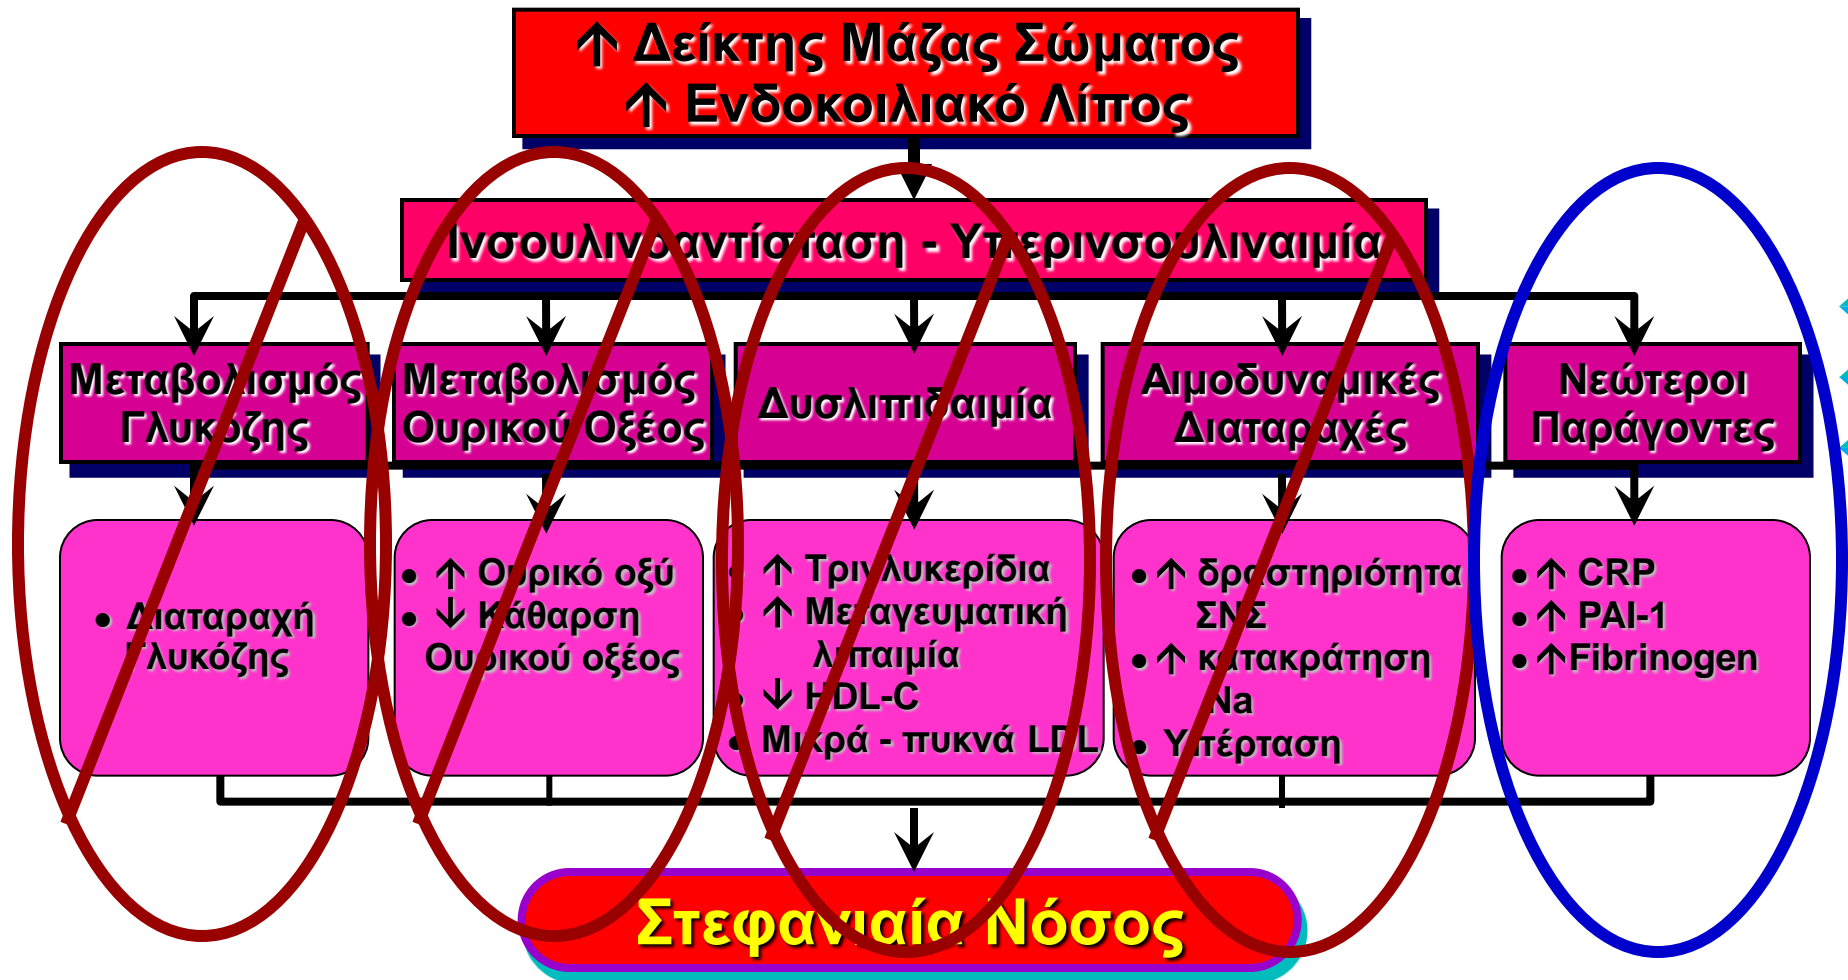 ↑ Δείκτης Μάζας Σώματος
↑ Ενδοκοιλιακό Λίπος
Ινσουλινοαντίσταση - Υπερινσουλιναιμία
Μεταβολισμός
Γλυκόζης
Μεταβολισμός
Ουρικού Οξέος
Δυσλιπιδαιμία
Αιμοδυναμικές
Διαταραχές
Νεώτεροι
Παράγοντες
• Διαταραχή
Γλυκόζης
• ↑ Ουρικό οξύ
• ↓ Κάθαρση
Ουρικού οξέος
• ↑ Τριγλυκερίδια
• ↑ Μεταγευματική
λιπαιμία
• ↓ HDL-C
• Μικρά - πυκνά LDL
• ↑ δραστηριότητα
ΣΝΣ
• ↑ κατακράτηση
Na
• Υπέρταση
• ↑ CRP
• ↑ PAI-1
• ↑Fibrinogen
Στεφανιαία Νόσος